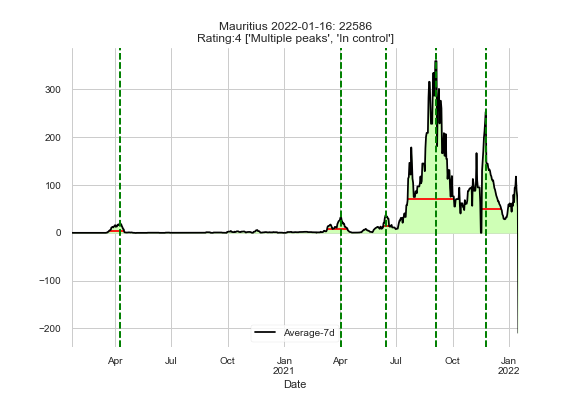 Mauritius 2022-01-16: 22586
Rating:4 ['Multiple peaks', 'In control']
300
200
100
0
−100
−200
Average-7d
Apr
Jul
Oct
Jan
2021
Apr
Jul
Oct
Jan
2022
Date